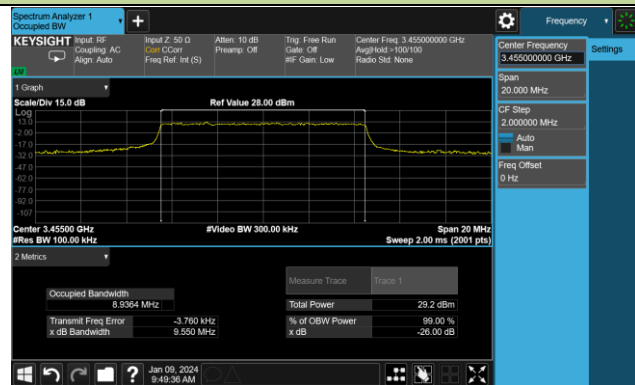 Spectrum Analyzer 1
Occupied BW
+
Frequency
KEYSIGHT
Input: RF
Coupling: AC
Align: Auto
Input Z: 50 Ω
Corr CCorr
Freq Ref: Int (S)
Atten: 10 dB
Preamp: Off
Trig: Free Run
Gate: Off
#IF Gain: Low
Center Freq: 3.455000000 GHz
Avg|Hold:>100/100
Radio Std: None
Center Frequency
3.455000000 GHz
Settings
Span
20.000 MHz
CF Step
2.000000 MHz
Auto
Man
Freq Offset
0 Hz
1 Graph
Scale/Div 15.0 dB
Ref Value 28.00 dBm
Log
13.0
-2.00
-17.0
-32.0
-47.0
-62.0
-77.0
-92.0
-107
Center 3.45500 GHz
#Video BW 300.00 kHz
Span 20 MHz
#Res BW 100.00 kHz
Sweep 2.00 ms (2001 pts)
2 Metrics
Measure Trace
Trace 1
Occupied Bandwidth
8.9364 MHz
Total Power
29.2 dBm
Transmit Freq Error
-3.760 kHz
% of OBW Power
99.00 %
x dB Bandwidth
9.550 MHz
x dB
-26.00 dB
?
Jan 09, 2024
9:49:36 AM